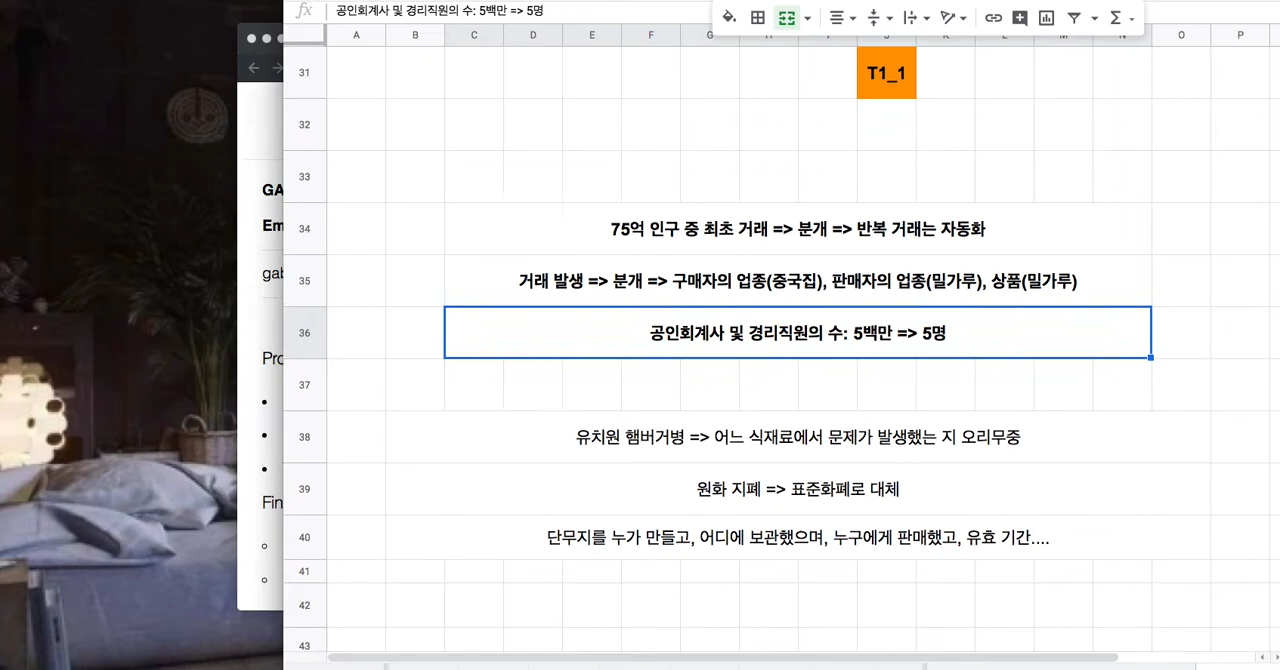 fx 공인회계사 및 경리직원의 수: 5백만 => 5명
A B C D E F G H I J K L M N O P
31 T1_1
32
33
34 75억 인구 중 최초 거래 => 분개 => 반복 거래는 자동화
35 거래 발생 => 분개 => 구매자의 업종(중국집), 판매자의 업종(밀가루), 상품(밀가루)
36 공인회계사 및 경리직원의 수: 5백만 => 5명
37
38 유치원 햄버거병 => 어느 식재료에서 문제가 발생했는 지 오리무중
39 원화 지폐 => 표준화폐로 대체
40 단무지를 누가 만들고, 어디에 보관했으며, 누구에게 판매했고, 유효 기간....
41
42
43
GA
Em
gab
Pro
Fin